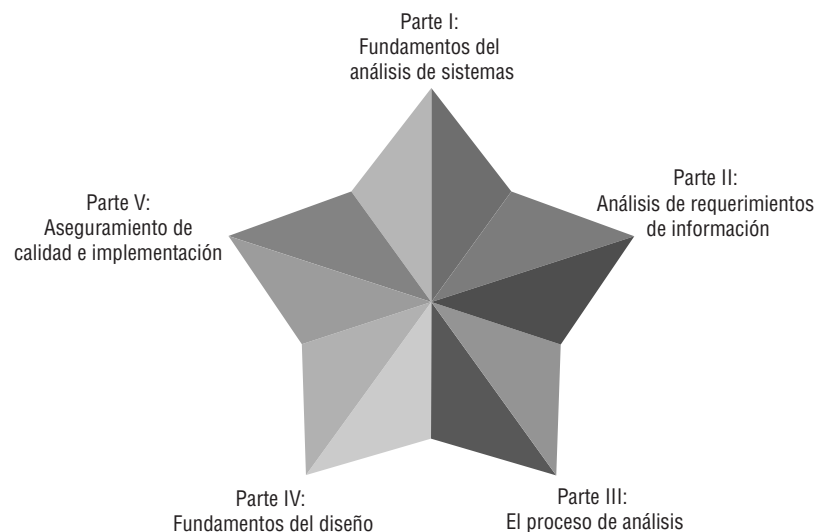 Parte I:
Fundamentos del
análisis de sistemas
Parte II:
Análisis de requerimientos
de información
Parte V:
Aseguramiento de
calidad e implementación
Parte IV:
Fundamentos del diseño
Parte III:
El proceso de análisis